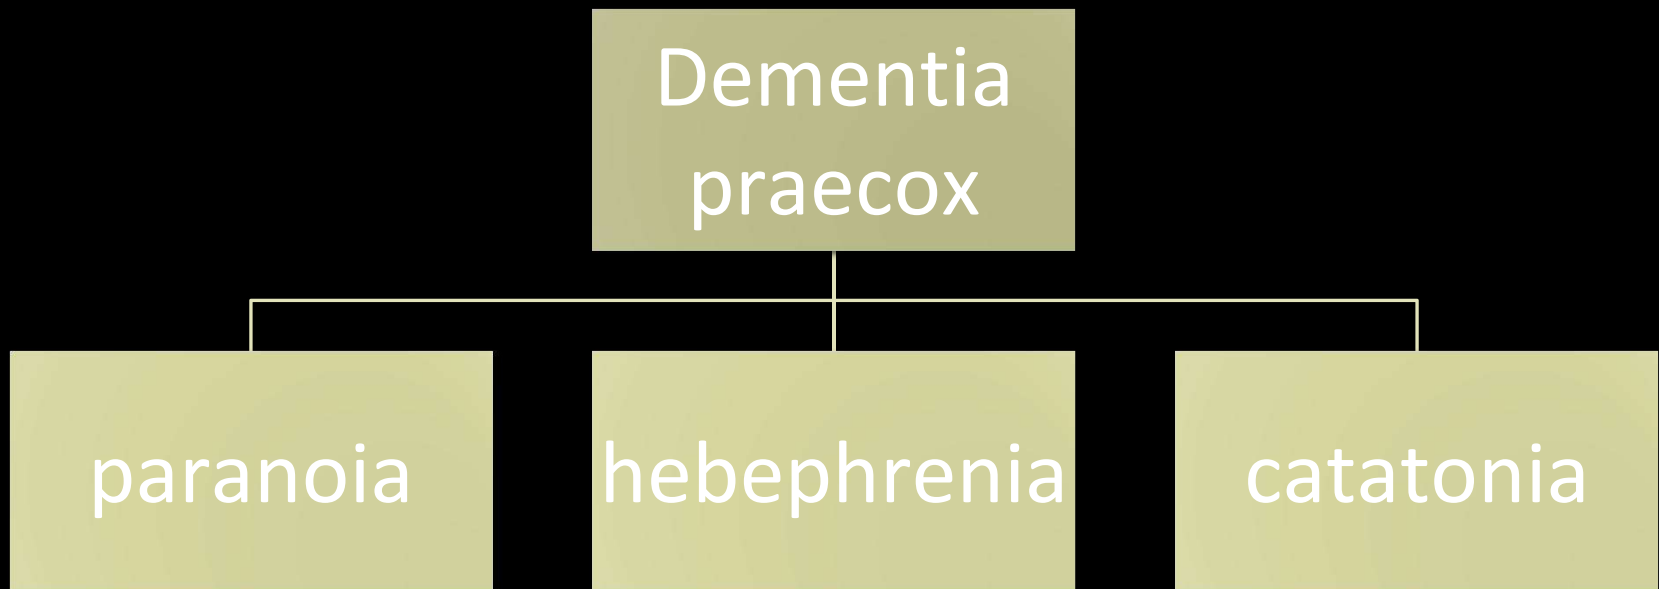 Dementia
praecox
paranoia
hebephrenia
catatonia